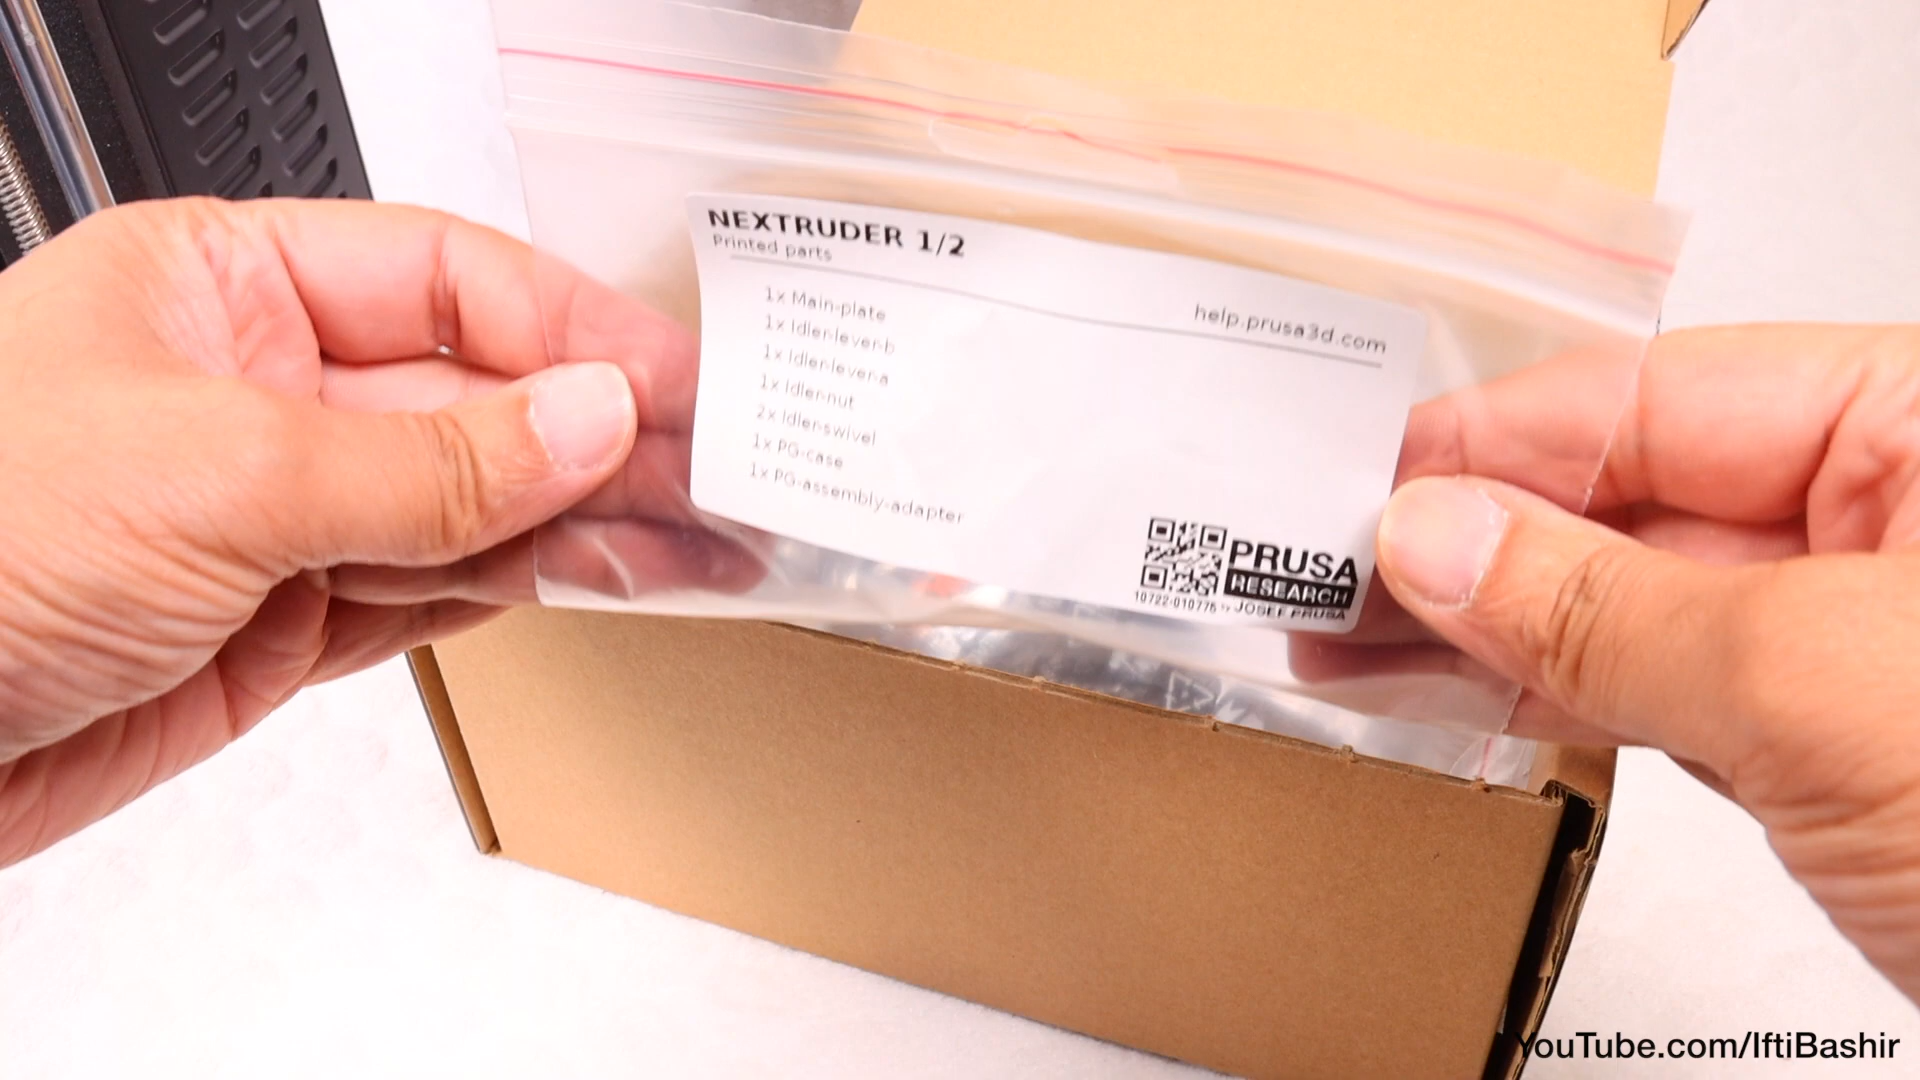 NEXTRUDER 1/2
Printed parts
help.prusa3d.com
1x Main-plate
1x Idler-lever-b
1x Idler-lever-a
1x Idler-nut
2x Idler-swivel
1x PG-case
1x PG-assembly-adapter
PRUSA
RESEARCH
10722-010776 by JOSEF PRUSA
YouTube.com/IftiBashir